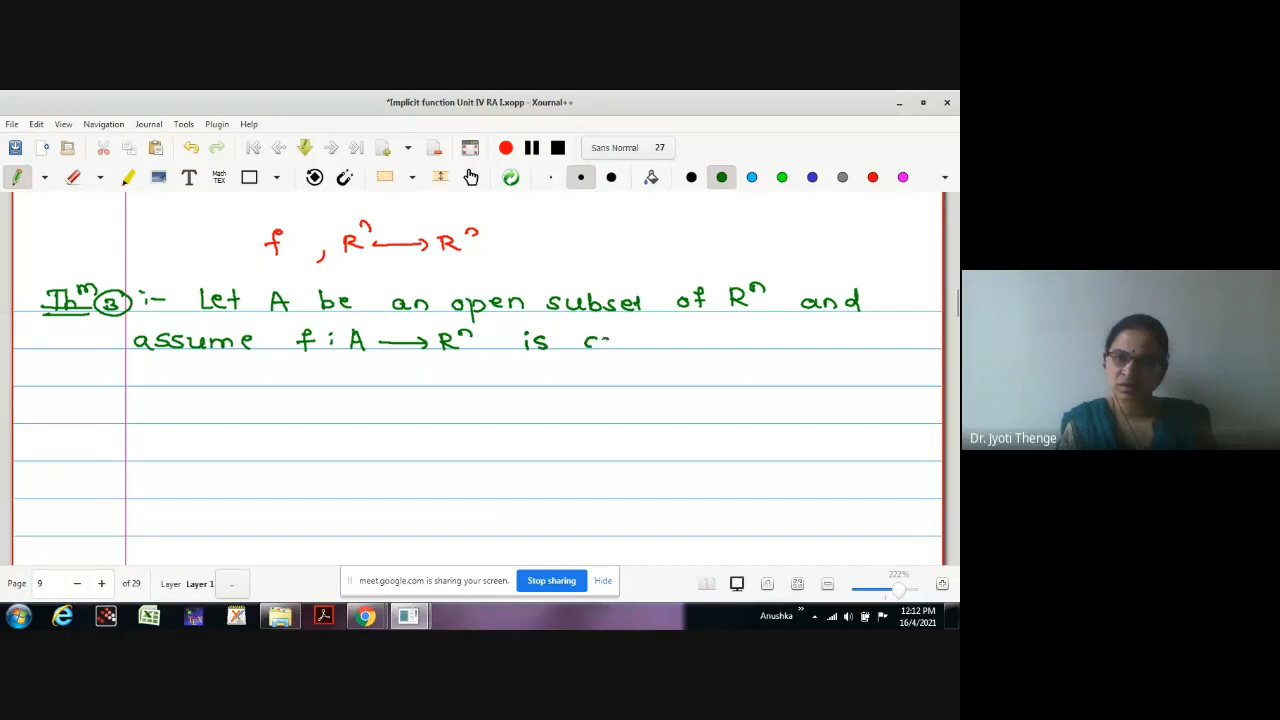 *Implicit function Unit IV RA I.xopp - Xournal++
File Edit View Navigation Journal Tools Plugin Help
Sans Normal 27
T Math TEX
f , Rⁿ ⟶ Rⁿ
Thᵐ ③ :- Let A be an open subset of Rⁿ and
assume f : A ⟶ Rⁿ is
Dr. Jyoti Thenge
meet.google.com is sharing your screen. Stop sharing Hide
Page 9 of 29 Layer Layer 1 222%
Anushka 12:12 PM
16/4/2021